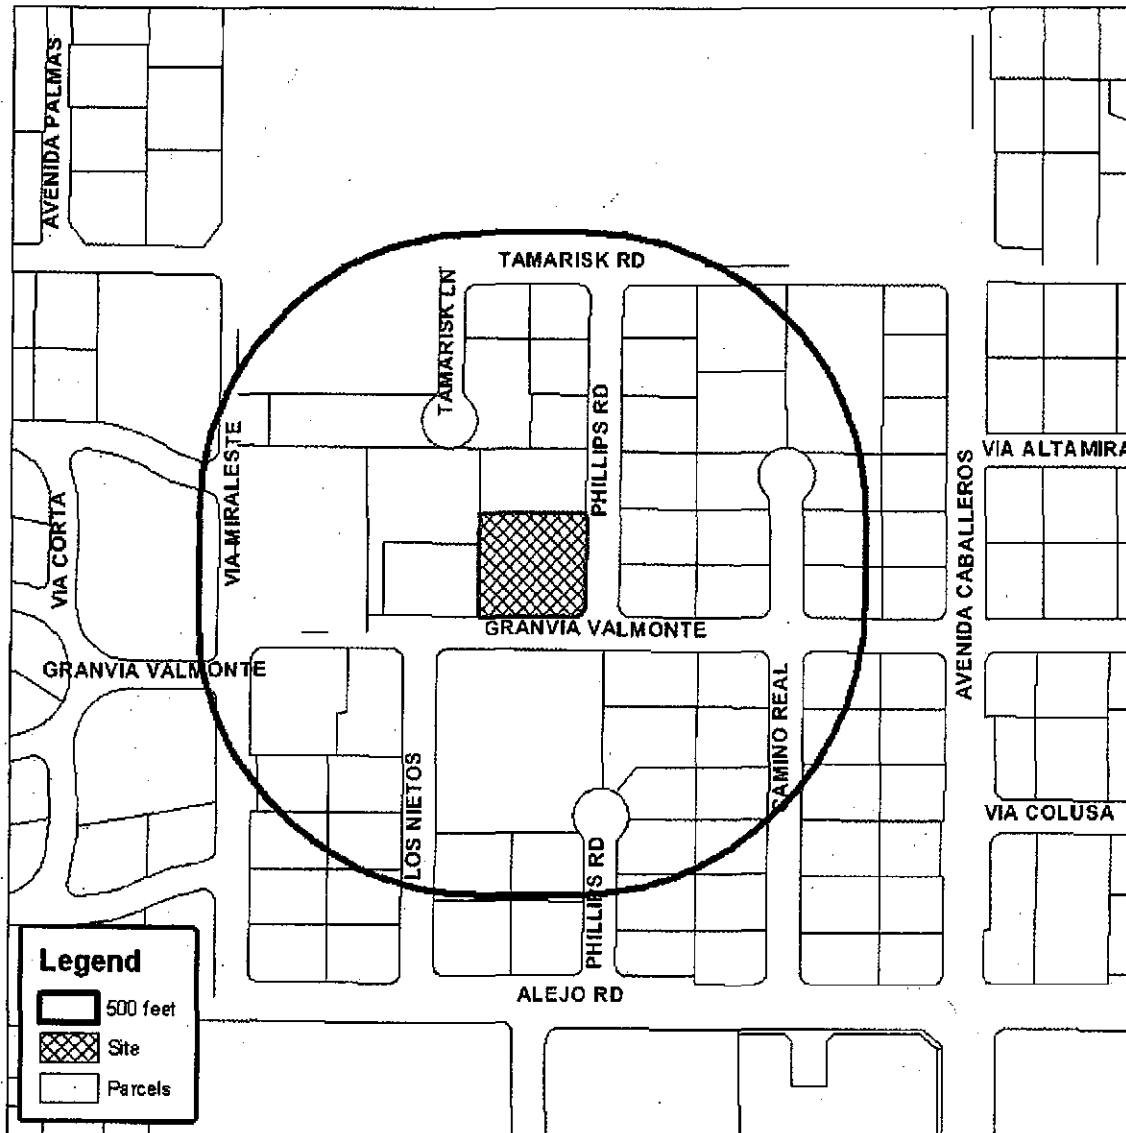 AVENIDA PALMAS
TAMARISK RD
TAMARISK LN
PHILLIPS RD
VIA MIRALESTE
VIA CORTA
VIA ALTAMIRA
AVENIDA CABALLEROS
GRANVIA VALMONTE
GRANVIA VALMONTE
CAMINO REAL
LOS NIETOS
VIA COLUSA
PHILLIPS RD
ALEJO RD
Legend
500 feet
Site
Parcels